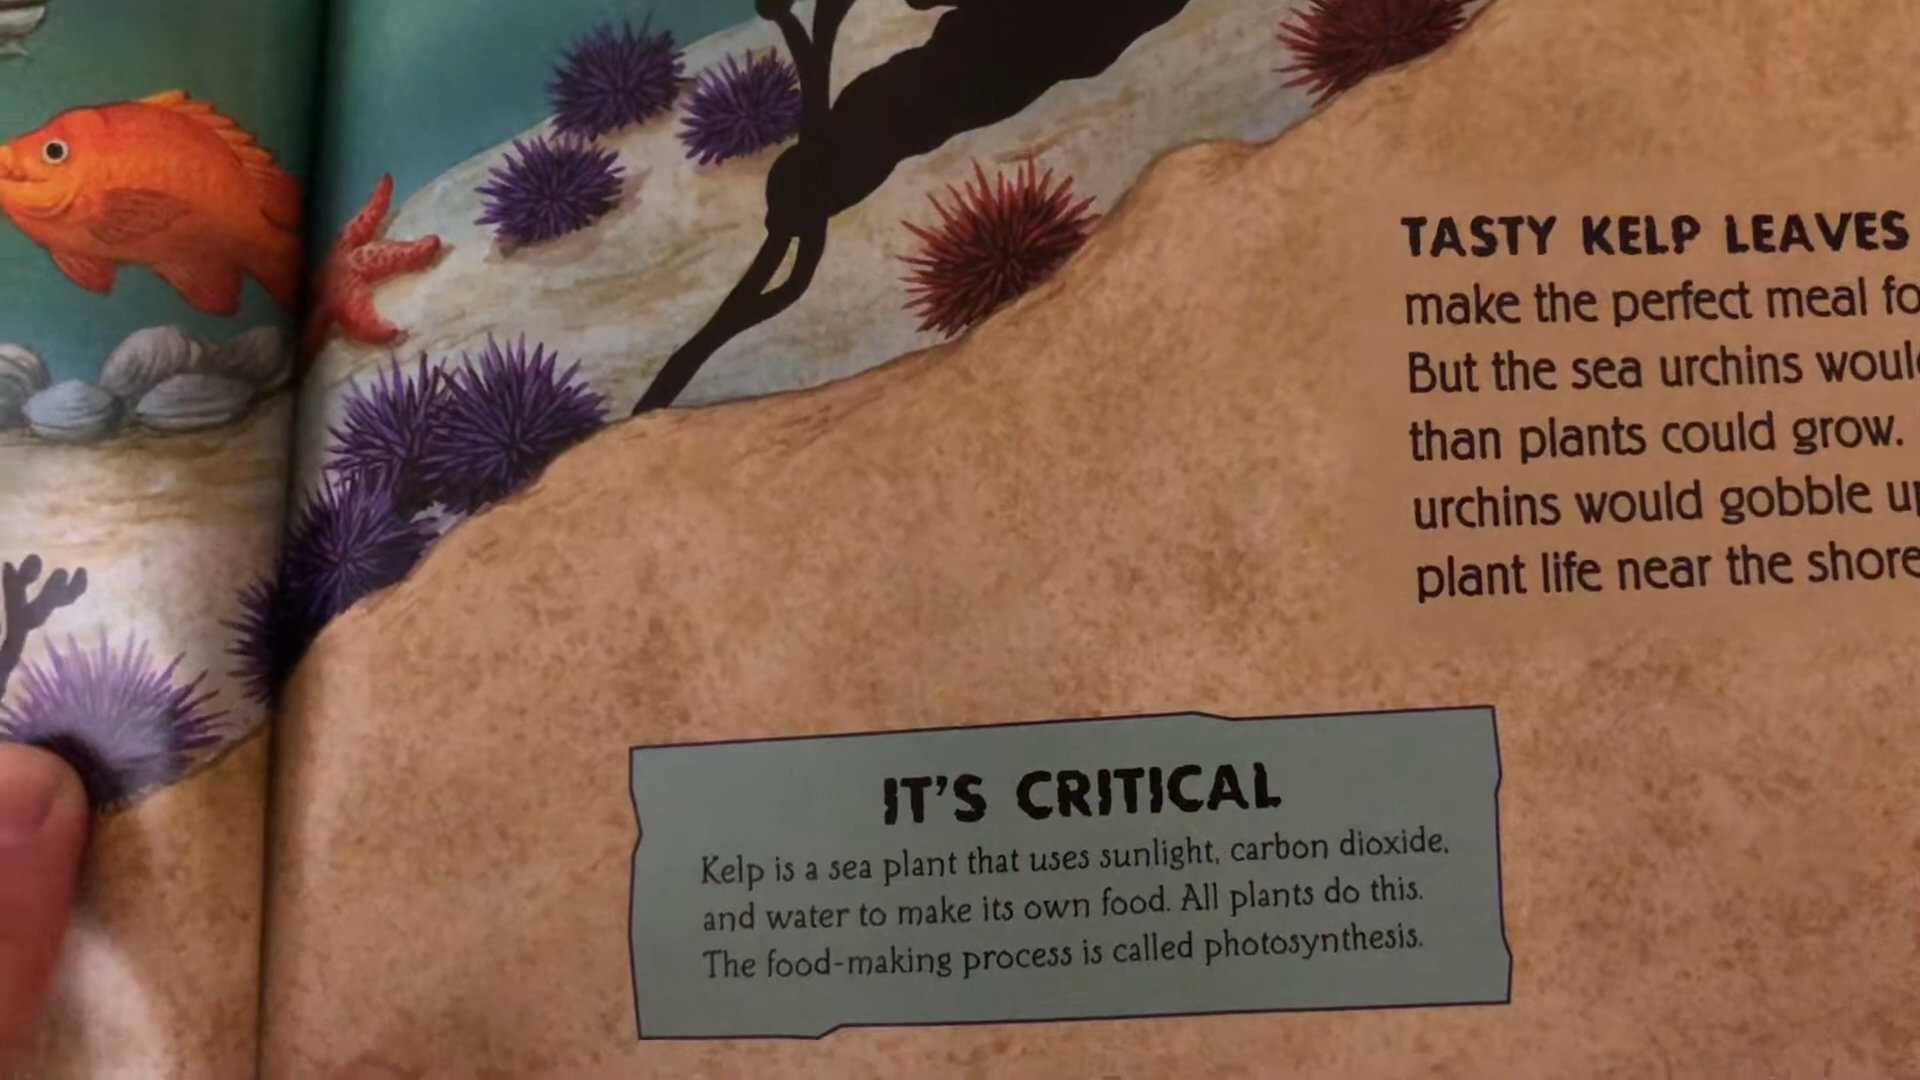 TASTY KELP LEAVES
make the perfect meal
But the sea urchins
than plants could grow.
urchins would gobble
plant life near the shore
IT'S CRITICAL
Kelp is a sea plant that uses sunlight, carbon dioxide,
and water to make its own food. All plants do this.
The food-making process is called photosynthesis.